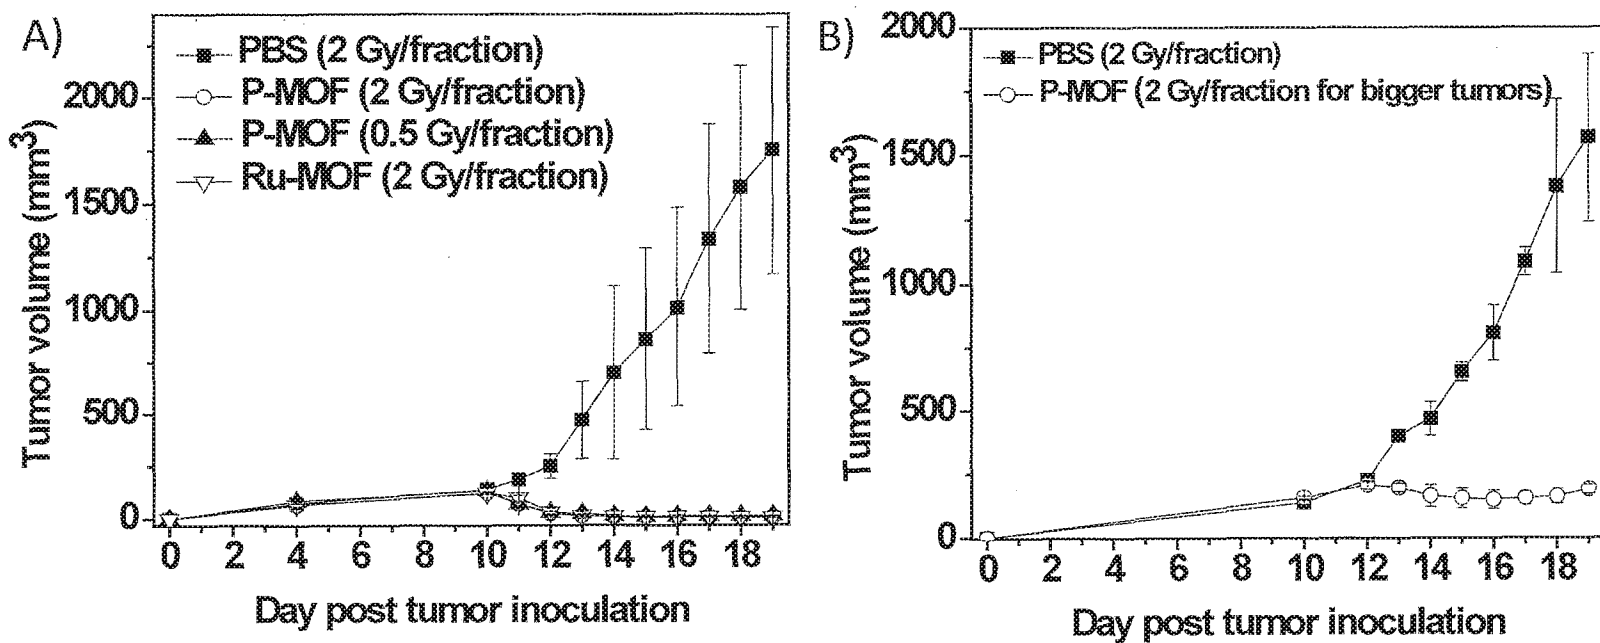 A)
PBS (2 Gy/fraction)
P-MOF (2 Gy/fraction)
P-MOF (0.5 Gy/fraction)
Ru-MOF (2 Gy/fraction)
Tumor volume (mm³)
2000
1500
1000
500
0
0 2 4 6 8 10 12 14 16 18
Day post tumor inoculation
B)
PBS (2 Gy/fraction)
P-MOF (2 Gy/fraction for bigger tumors)
Tumor volume (mm³)
2000
1500
1000
500
0
0 2 4 6 8 10 12 14 16 18
Day post tumor inoculation